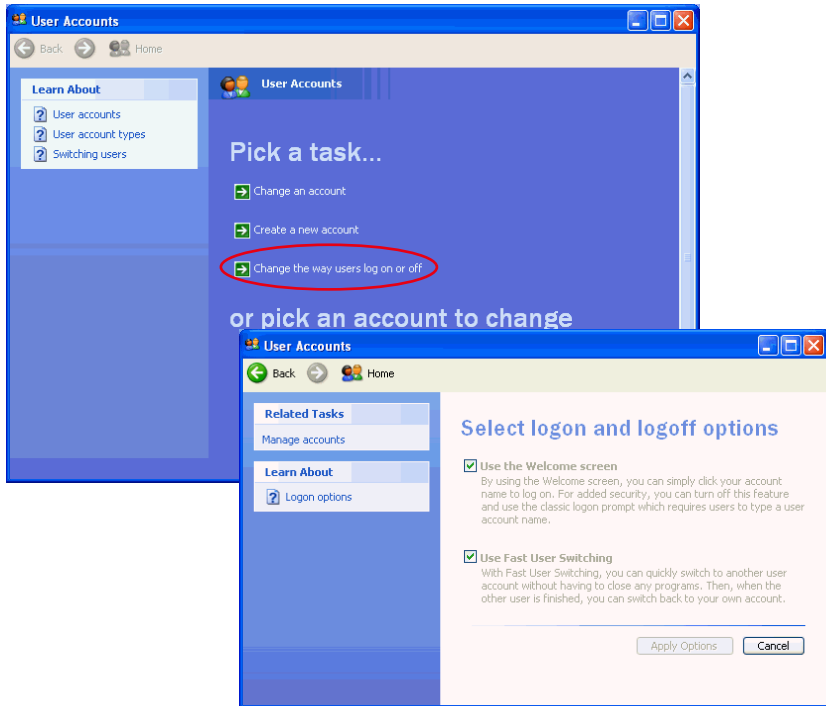 User Accounts
Back Home
Learn About
User accounts
User account types
Switching users
User Accounts
Pick a task...
Change an account
Create a new account
Change the way users log on or off
or pick an account to change
User Accounts
Back Home
Related Tasks
Manage accounts
Learn About
Logon options
Select logon and logoff options
Use the Welcome screen
By using the Welcome screen, you can simply click your account
name to log on. For added security, you can turn off this feature
and use the classic logon prompt which requires users to type a user
account name.
Use Fast User Switching
With Fast User Switching, you can quickly switch to another user
account without having to close any programs. Then, when the
other user is finished, you can switch back to your own account.
Apply Options Cancel